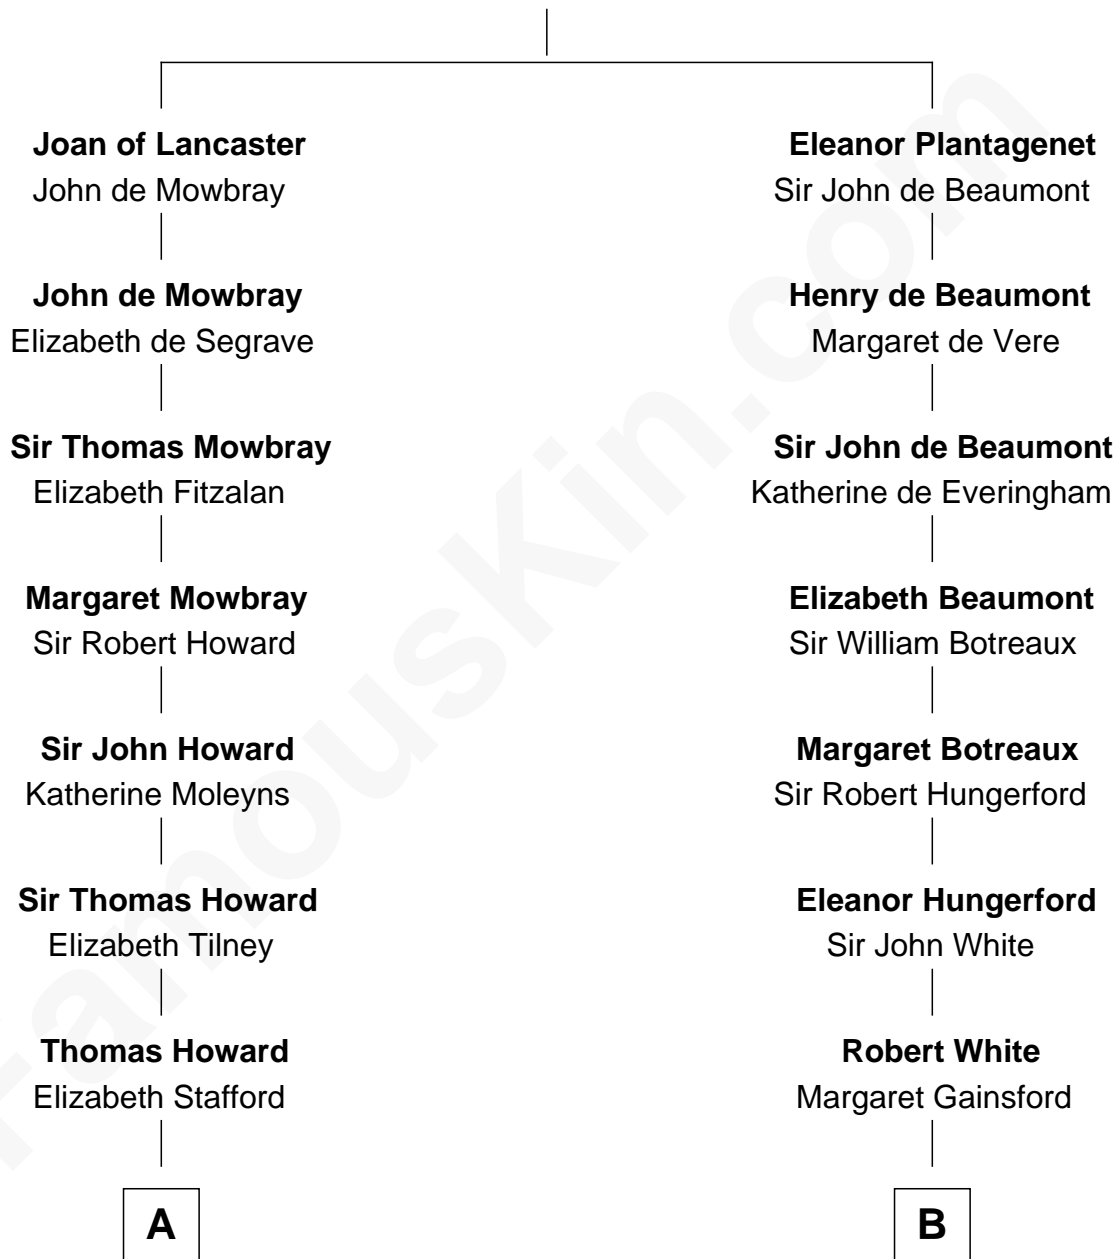 Joan of Lancaster
John de Mowbray
John de Mowbray
Elizabeth de Segrave
Sir Thomas Mowbray
Elizabeth Fitzalan
Margaret Mowbray
Sir Robert Howard
Sir John Howard
Katherine Moleyns
Sir Thomas Howard
Elizabeth Tilney
Thomas Howard
Elizabeth Stafford
A
Eleanor Plantagenet
Sir John de Beaumont
Henry de Beaumont
Margaret de Vere
Sir John de Beaumont
Katherine de Everingham
Elizabeth Beaumont
Sir William Botreaux
Margaret Botreaux
Sir Robert Hungerford
Eleanor Hungerford
Sir John White
Robert White
Margaret Gainsford
B
FamousKin.com